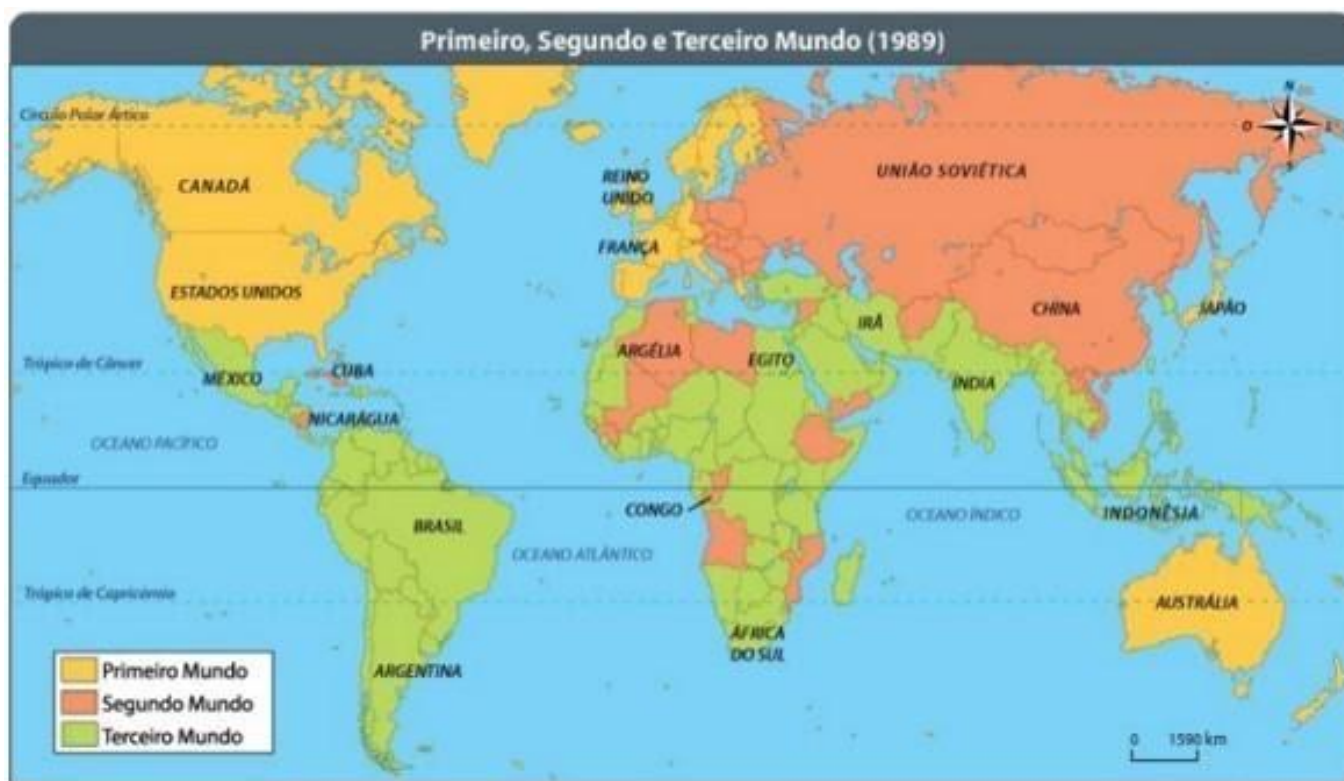 Primeiro, Segundo e Terceiro Mundo (1989)
Círculo Polar Ártico
N
O
L
S
CANADÁ
REINO
UNIDO
UNIÃO SOVIÉTICA
FRANÇA
ESTADOS UNIDOS
CHINA
JAPÃO
IRÃ
ARGÉLIA
EGITO
Trópico de Câncer
MÉXICO
CUBA
ÍNDIA
NICARÁGUA
OCEANO PACÍFICO
Equador
CONGO
OCEANO ÍNDICO
INDONÉSIA
BRASIL
OCEANO ATLÂNTICO
Trópico de Capricórnio
AUSTRÁLIA
ÁFRICA
DO SUL
ARGENTINA
Primeiro Mundo
Segundo Mundo
Terceiro Mundo
0 1590 km